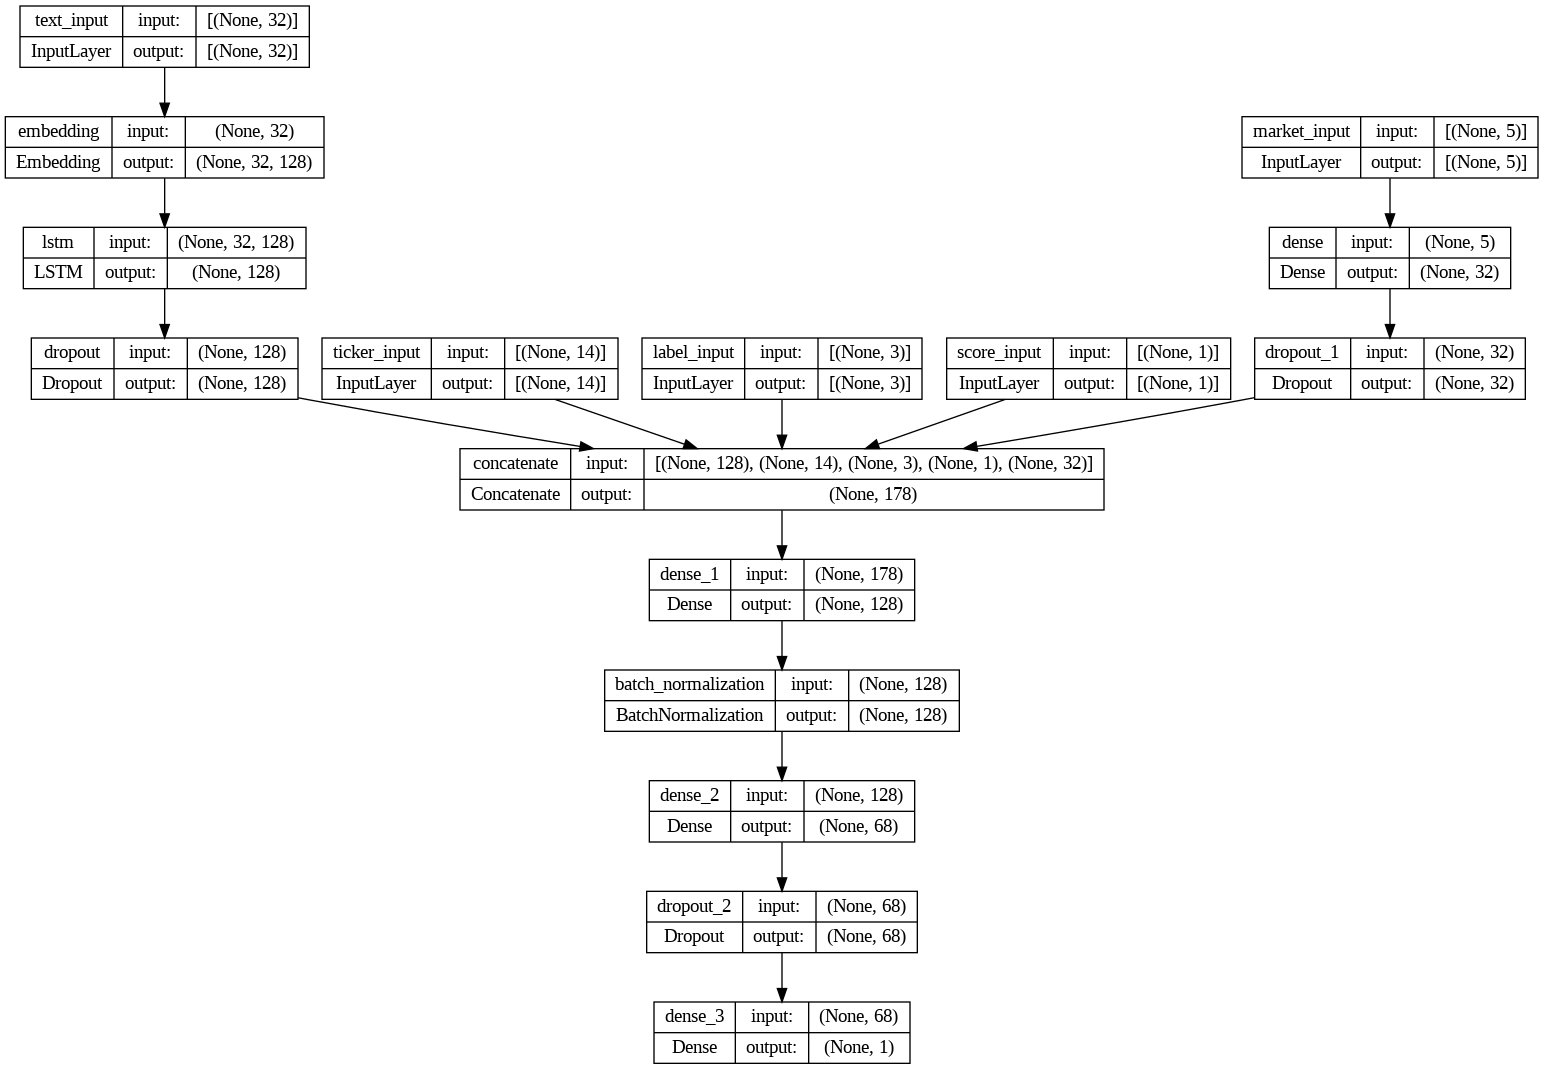 text_input input: [(None, 32)]
InputLayer output: [(None, 32)]
embedding input: (None, 32)
Embedding output: (None, 32, 128)
market_input input: [(None, 5)]
InputLayer output: [(None, 5)]
lstm input: (None, 32, 128)
LSTM output: (None, 128)
dense input: (None, 5)
Dense output: (None, 32)
dropout input: (None, 128)
Dropout output: (None, 128)
ticker_input input: [(None, 14)]
InputLayer output: [(None, 14)]
label_input input: [(None, 3)]
InputLayer output: [(None, 3)]
score_input input: [(None, 1)]
InputLayer output: [(None, 1)]
dropout_1 input: (None, 32)
Dropout output: (None, 32)
concatenate input: [(None, 128), (None, 14), (None, 3), (None, 1), (None, 32)]
Concatenate output: (None, 178)
dense_1 input: (None, 178)
Dense output: (None, 128)
batch_normalization input: (None, 128)
BatchNormalization output: (None, 128)
dense_2 input: (None, 128)
Dense output: (None, 68)
dropout_2 input: (None, 68)
Dropout output: (None, 68)
dense_3 input: (None, 68)
Dense output: (None, 1)